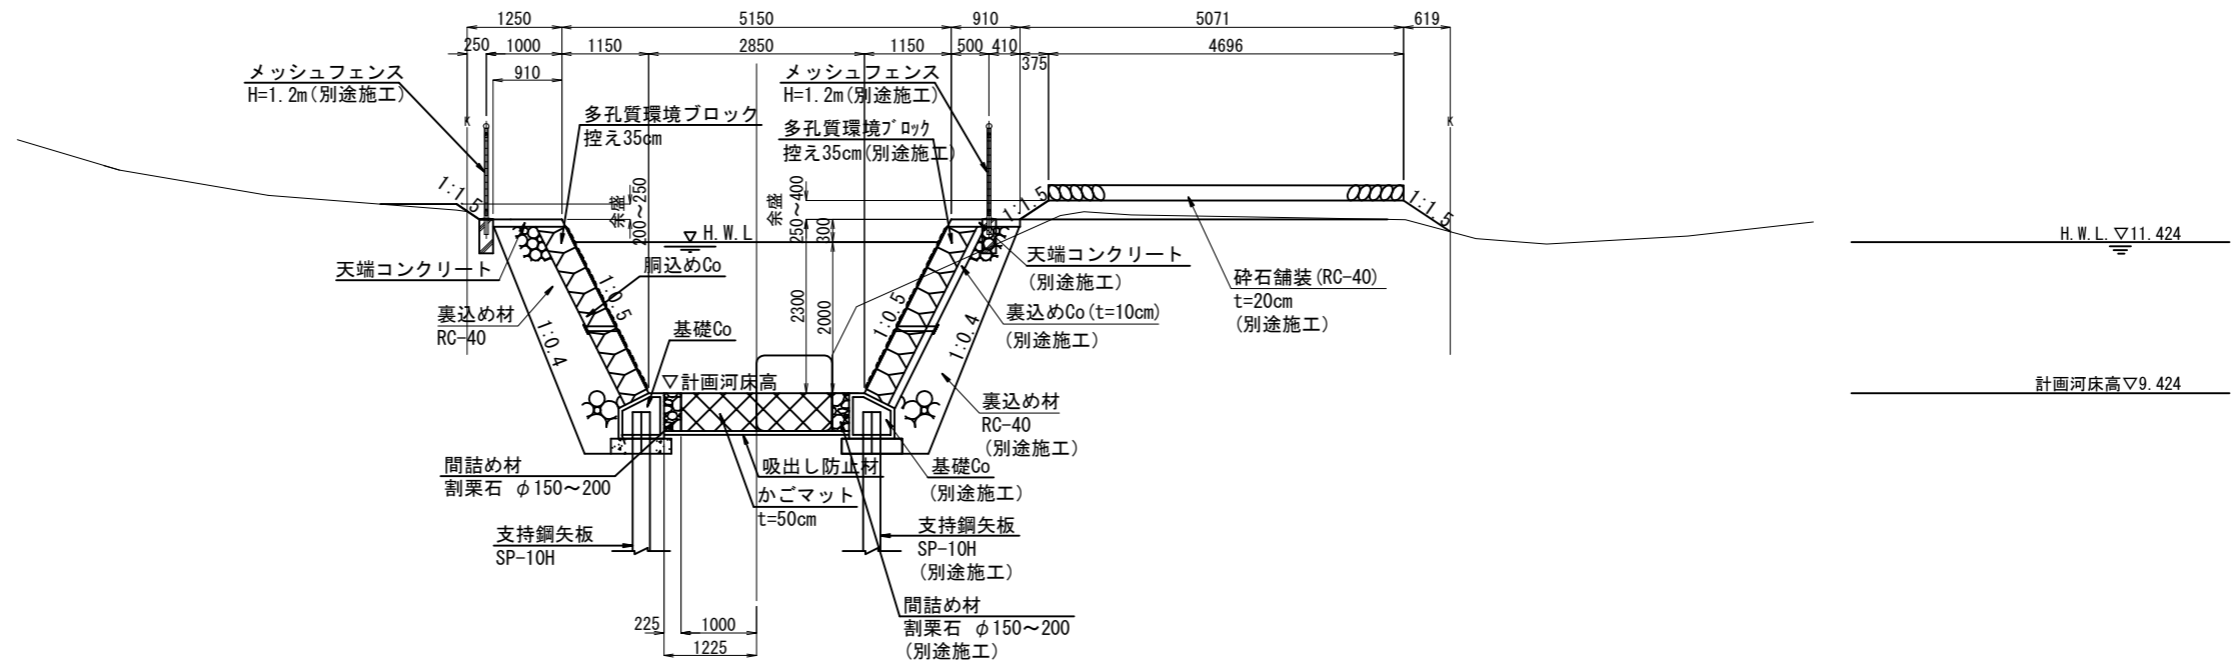 1250
5150
910
5071
619
250
1000
1150
2850
1150
500
410
4696
375
910
メッシュフェンス
H=1.2m(別途施工)
メッシュフェンス
H=1.2m(別途施工)
多孔質環境ブロック
控え35cm
多孔質環境ブロック
控え35cm(別途施工)
K
K
1:1.5
余盛
200~250
余盛
250~400
300
1:1.5
1:1.5
▽ H.W.L
H.W.L.▽11.424
天端コンクリート
胴込めCo
天端コンクリート
(別途施工)
砕石舗装(RC-40)
t=20cm
(別途施工)
1:0.5
2300
2000
1:0.5
裏込め材
RC-40
1:0.4
裏込めCo(t=10cm)
(別途施工)
1:0.4
基礎Co
▽計画河床高
計画河床高▽9.424
裏込め材
RC-40
(別途施工)
間詰め材
割栗石 φ150~200
吸出し防止材
かごマット
t=50cm
基礎Co
(別途施工)
支持鋼矢板
SP-10H
支持鋼矢板
SP-10H
(別途施工)
間詰め材
割栗石 φ150~200
(別途施工)
225
1000
1225